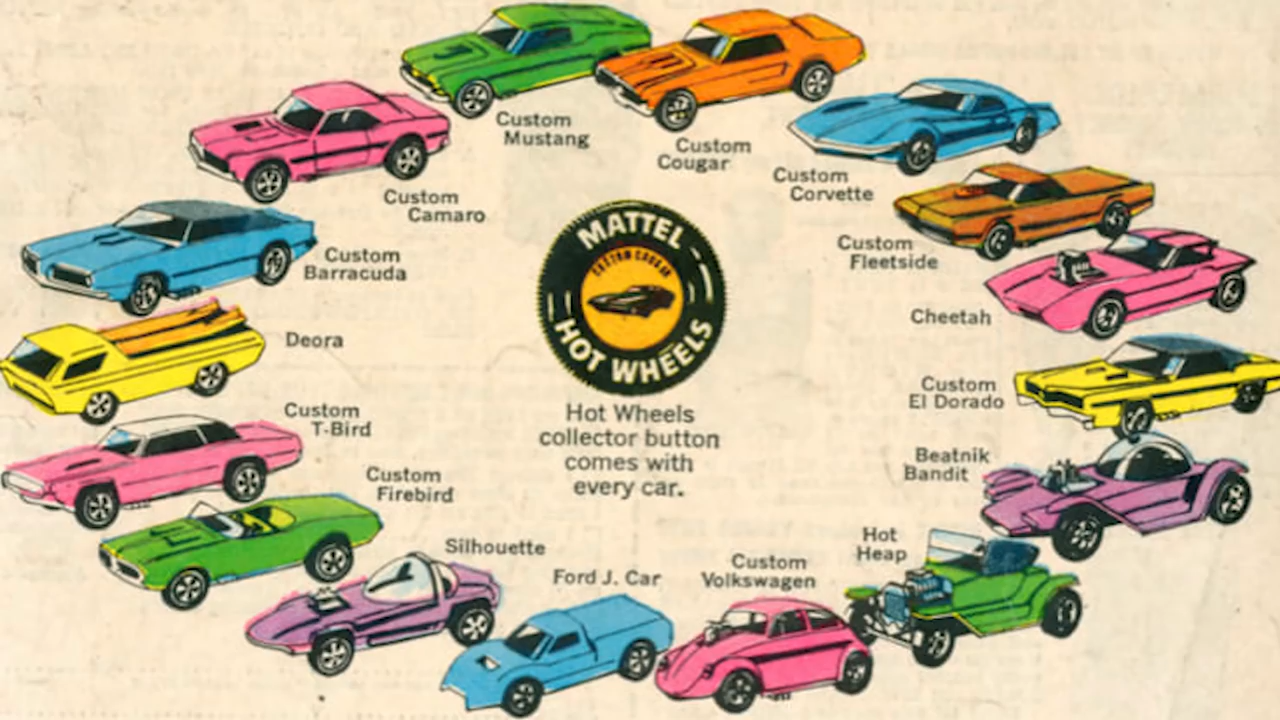 Custom
Mustang
Custom
Cougar
Custom
Corvette
Custom
Camaro
Custom
Fleetside
Custom
Barracuda
Cheetah
Deora
MATTEL
CUSTOM COUGAR
HOT WHEELS
Custom
El Dorado
Custom
T-Bird
Hot Wheels
collector button
comes with
every car.
Beatnik
Bandit
Custom
Firebird
Hot
Heap
Silhouette
Ford J. Car
Custom
Volkswagen